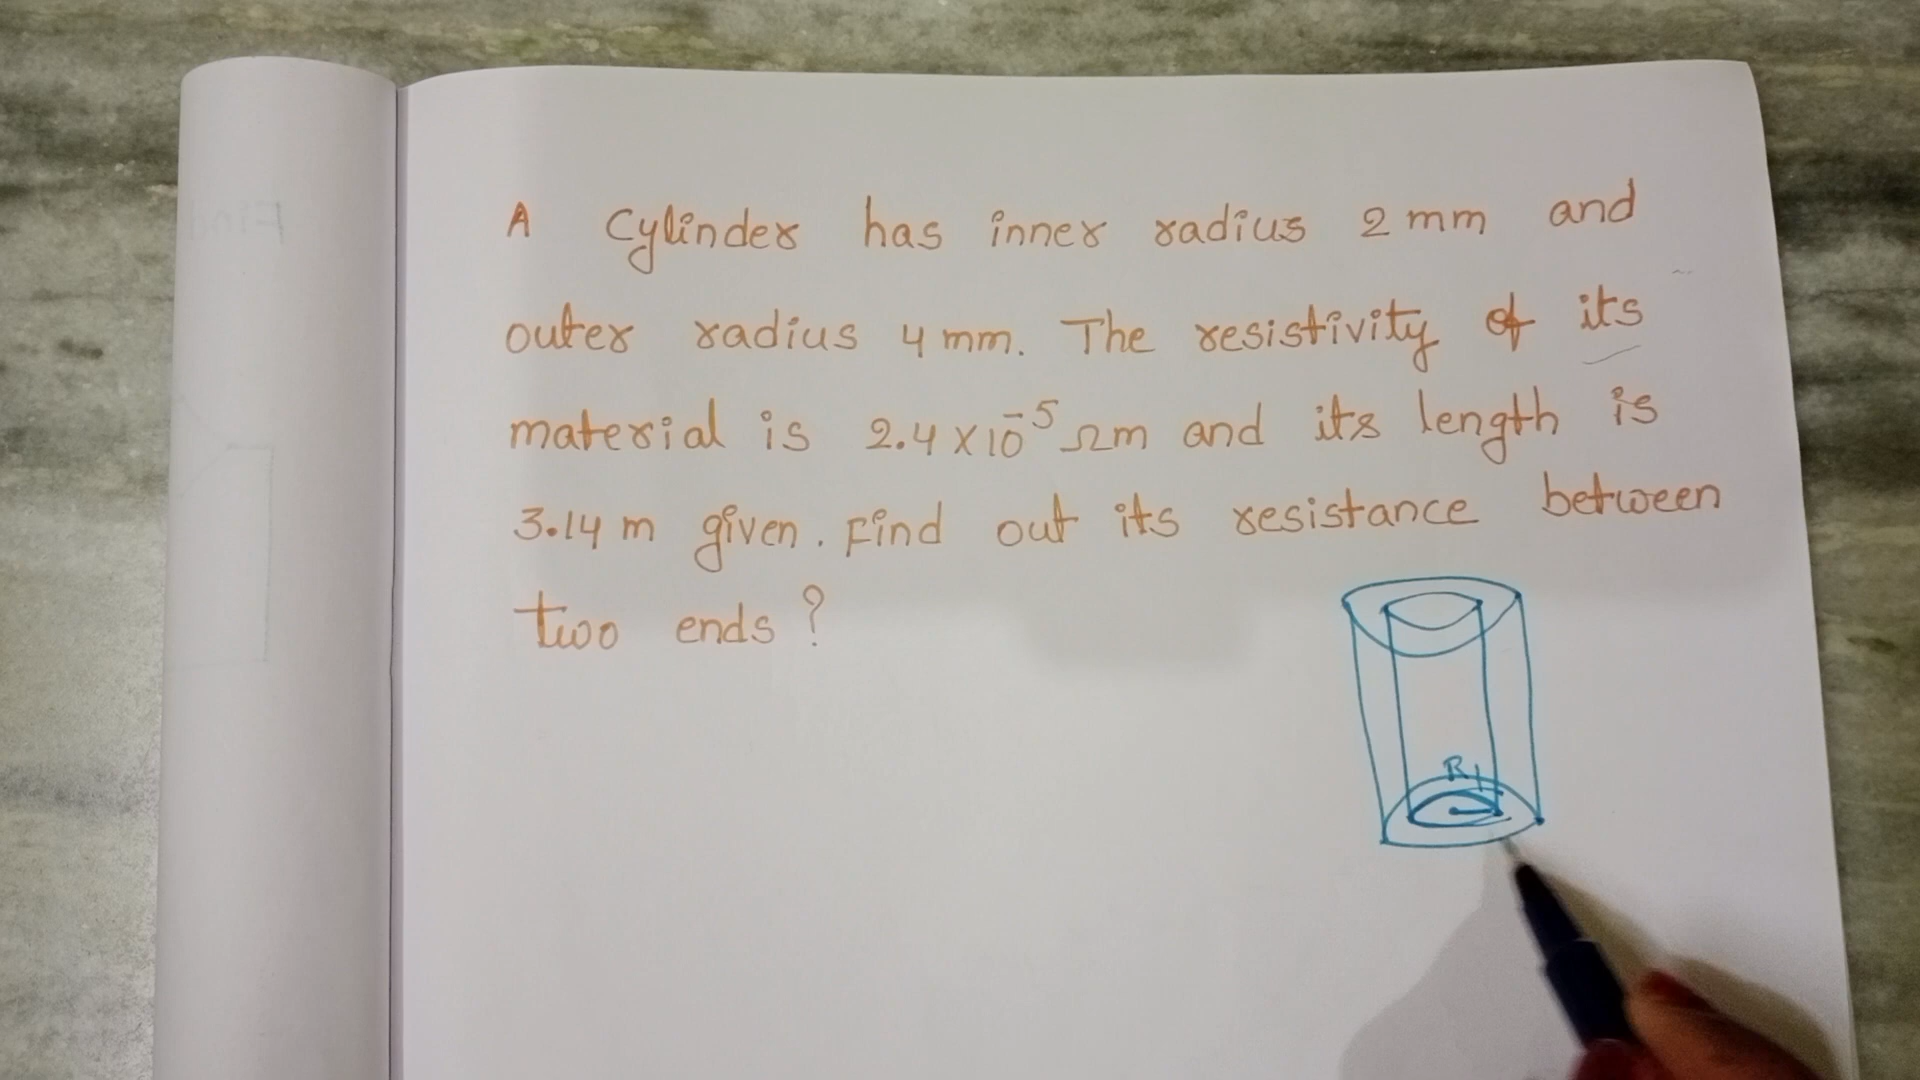 A Cylinder has inner radius 2 mm and
outer radius 4 mm. The resistivity of its
material is 2.4 x 10⁻⁵ Ωm and its length is
3.14 m given. Find out its resistance between
two ends ?
R₁